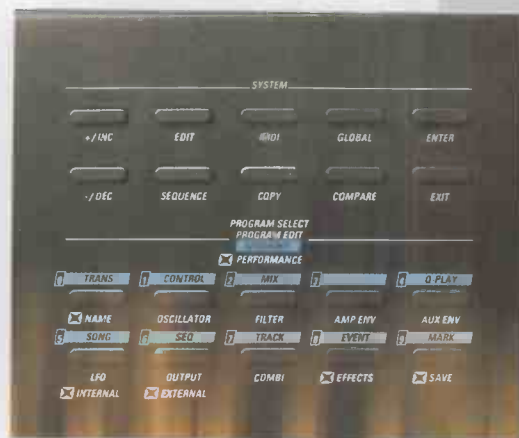 SYSTEM
+/INC EDIT MIDI GLOBAL ENTER
-/DEC SEQUENCE COPY COMPARE EXIT
PROGRAM SELECT
PROGRAM EDIT
PERFORMANCE
0 TRANS 1 CONTROL 2 MIX 3 4 Q-PLAY
NAME OSCILLATOR FILTER AMP ENV AUX ENV
5 SONG 6 SEQ 7 TRACK 8 EVENT 9 MARK
LFO OUTPUT COMBI EFFECTS SAVE
INTERNAL EXTERNAL